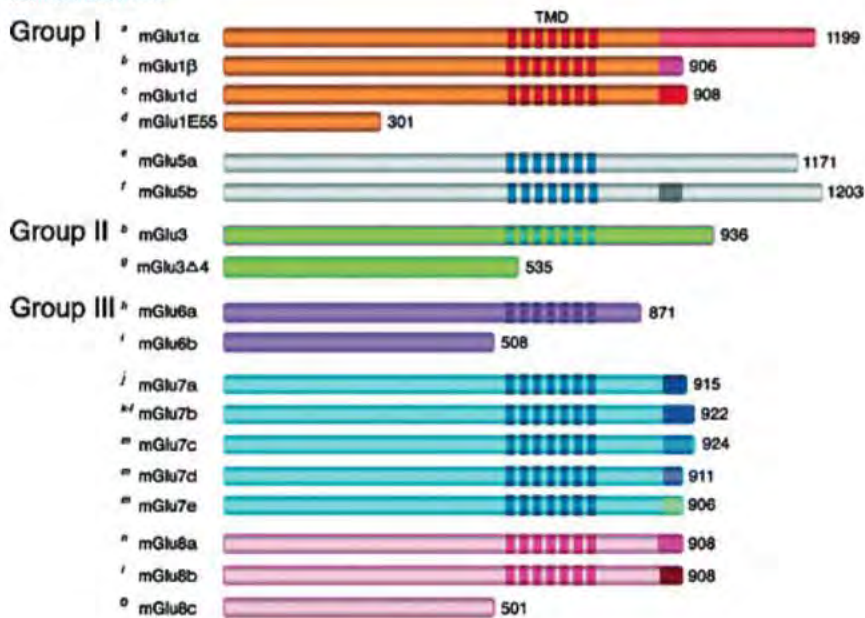 TMD
Group I a mGlu1α 1199
b mGlu1β 906
c mGlu1d 908
d mGlu1E55 301
e mGlu5a 1171
f mGlu5b 1203
Group II b mGlu3 936
g mGlu3Δ4 535
Group III h mGlu6a 871
i mGlu6b 508
j mGlu7a 915
k-l mGlu7b 922
m mGlu7c 924
m mGlu7d 911
m mGlu7e 906
n mGlu8a 908
mGlu8b 908
mGlu8c 501